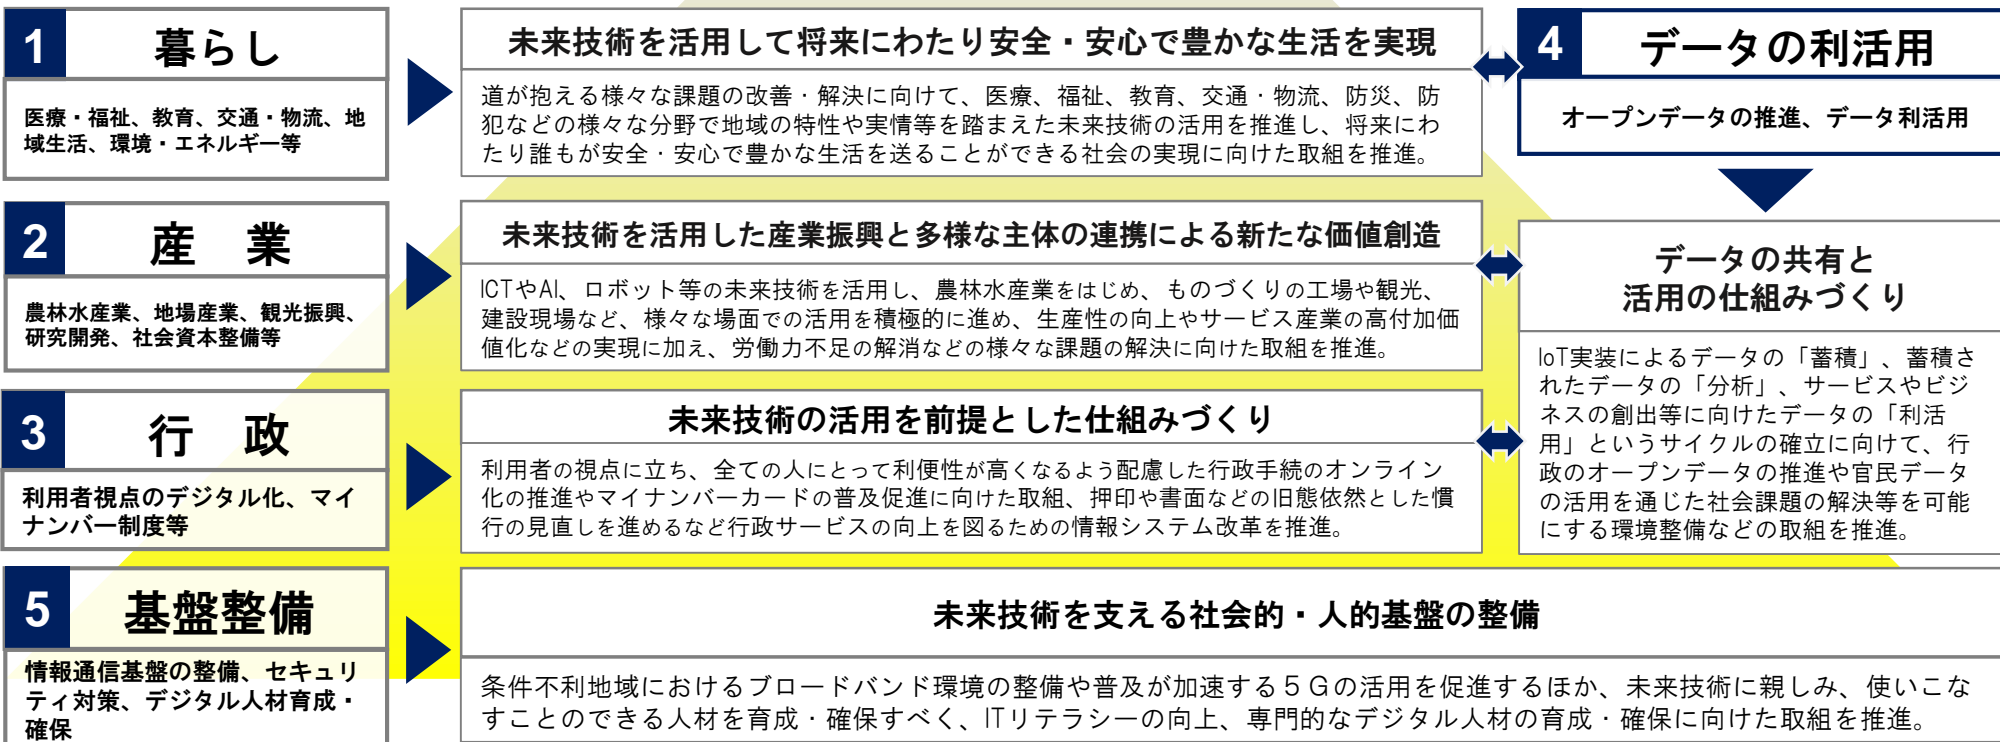 1
暮らし
医療・福祉、教育、交通・物流、地
域生活、環境・エネルギー等
未来技術を活用して将来にわたり安全・安心で豊かな生活を実現
道が抱える様々な課題の改善・解決に向けて、医療、福祉、教育、交通・物流、防災、防
犯などの様々な分野で地域の特性や実情等を踏まえた未来技術の活用を推進し、将来にわ
たり誰もが安全・安心で豊かな生活を送ることができる社会の実現に向けた取組を推進。
2
産　業
農林水産業、地場産業、観光振興、
研究開発、社会資本整備等
未来技術を活用した産業振興と多様な主体の連携による新たな価値創造
ICTやAI、ロボット等の未来技術を活用し、農林水産業をはじめ、ものづくりの工場や観光、
建設現場など、様々な場面での活用を積極的に進め、生産性の向上やサービス産業の高付加価
値化などの実現に加え、労働力不足の解消などの様々な課題の解決に向けた取組を推進。
3
行　政
利用者視点のデジタル化、マイ
ナンバー制度等
未来技術の活用を前提とした仕組みづくり
利用者の視点に立ち、全ての人にとって利便性が高くなるよう配慮した行政手続のオンライン
化の推進やマイナンバーカードの普及促進に向けた取組、押印や書面などの旧態依然とした慣
行の見直しを進めるなど行政サービスの向上を図るための情報システム改革を推進。
4
データの利活用
オープンデータの推進、データ利活用
データの共有と
活用の仕組みづくり
IoT実装によるデータの「蓄積」、蓄積さ
れたデータの「分析」、サービスやビジ
ネスの創出等に向けたデータの「利活
用」というサイクルの確立に向けて、行
政のオープンデータの推進や官民データ
の活用を通じた社会課題の解決等を可能
にする環境整備などの取組を推進。
5
基盤整備
情報通信基盤の整備、セキュリ
ティ対策、デジタル人材育成・
確保
未来技術を支える社会的・人的基盤の整備
条件不利地域におけるブロードバンド環境の整備や普及が加速する５Ｇの活用を促進するほか、未来技術に親しみ、使いこな
すことのできる人材を育成・確保すべく、ITリテラシーの向上、専門的なデジタル人材の育成・確保に向けた取組を推進。